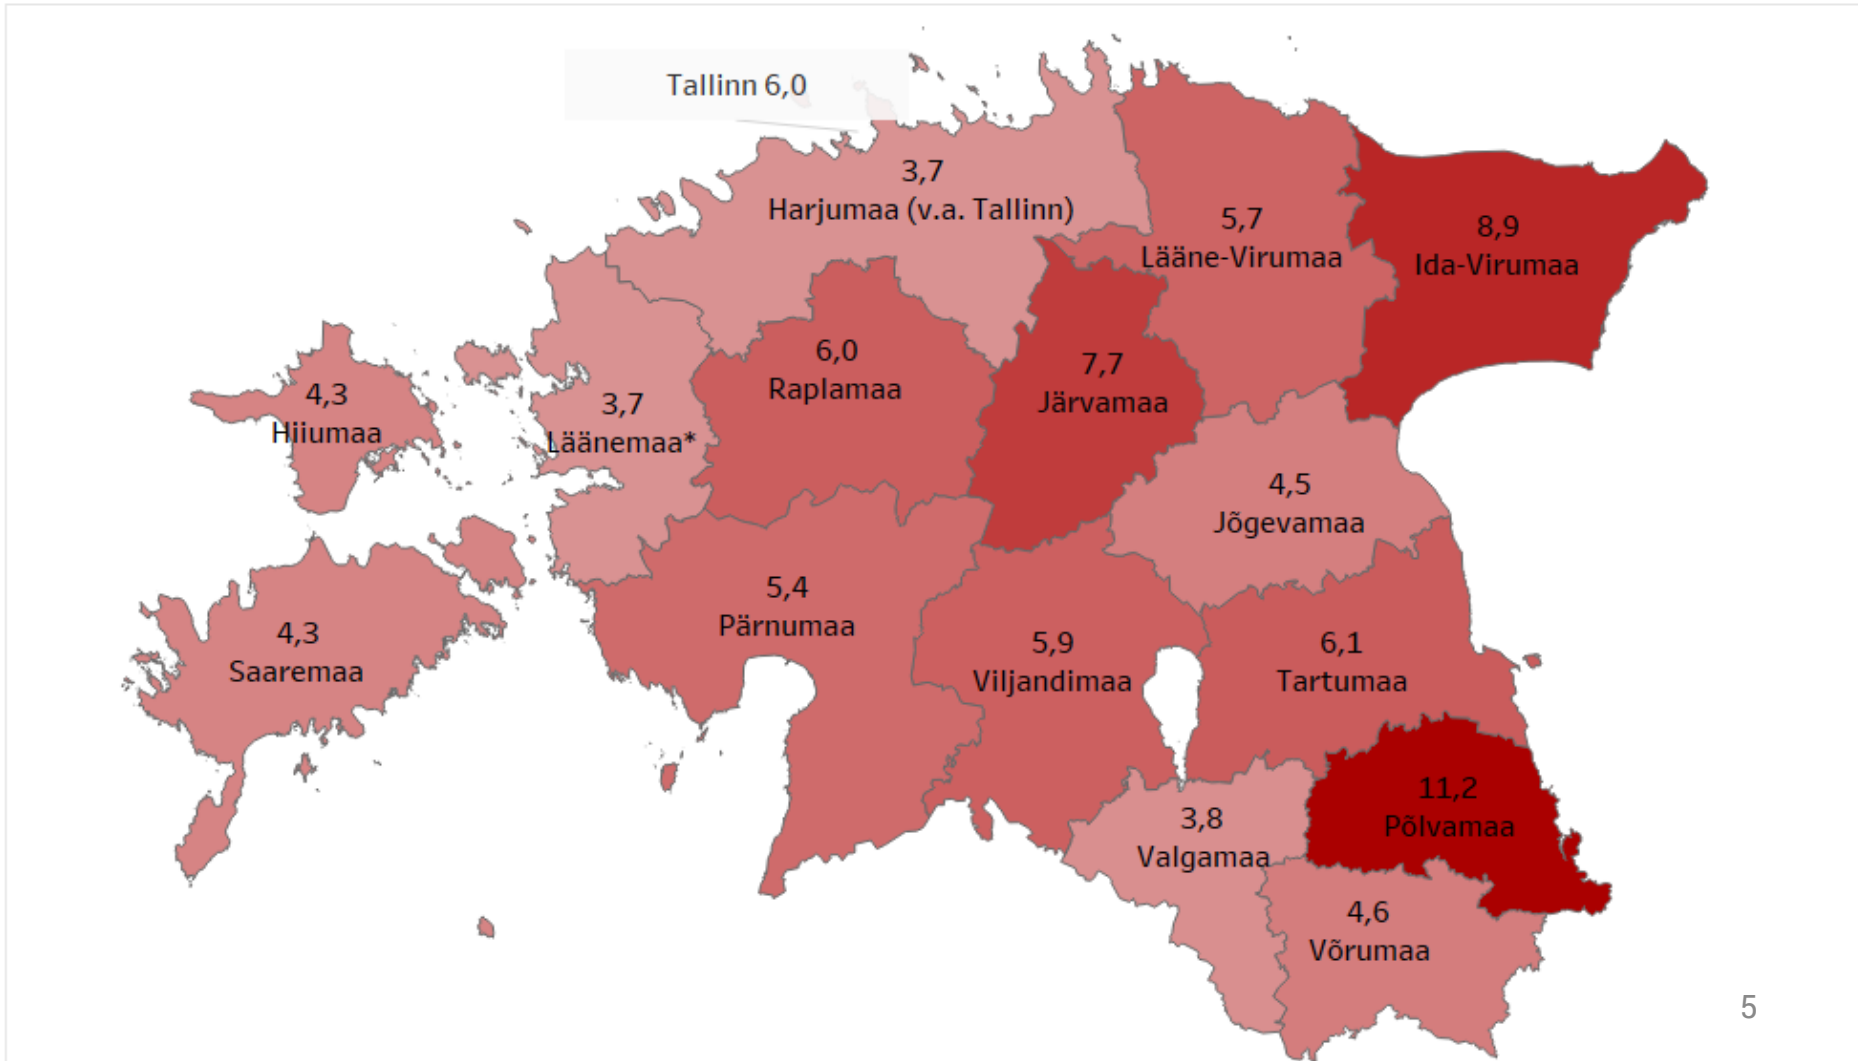 Tallinn 6,0
3,7
Harjumaa (v.a. Tallinn)
5,7
Lääne-Virumaa
8,9
Ida-Virumaa
6,0
Raplamaa
7,7
Järvamaa
4,3
Hiiumaa
3,7
Läänemaa*
4,5
Jõgevamaa
5,4
Pärnumaa
4,3
Saaremaa
5,9
Viljandimaa
6,1
Tartumaa
11,2
Põlvamaa
3,8
Valgamaa
4,6
Võrumaa
5